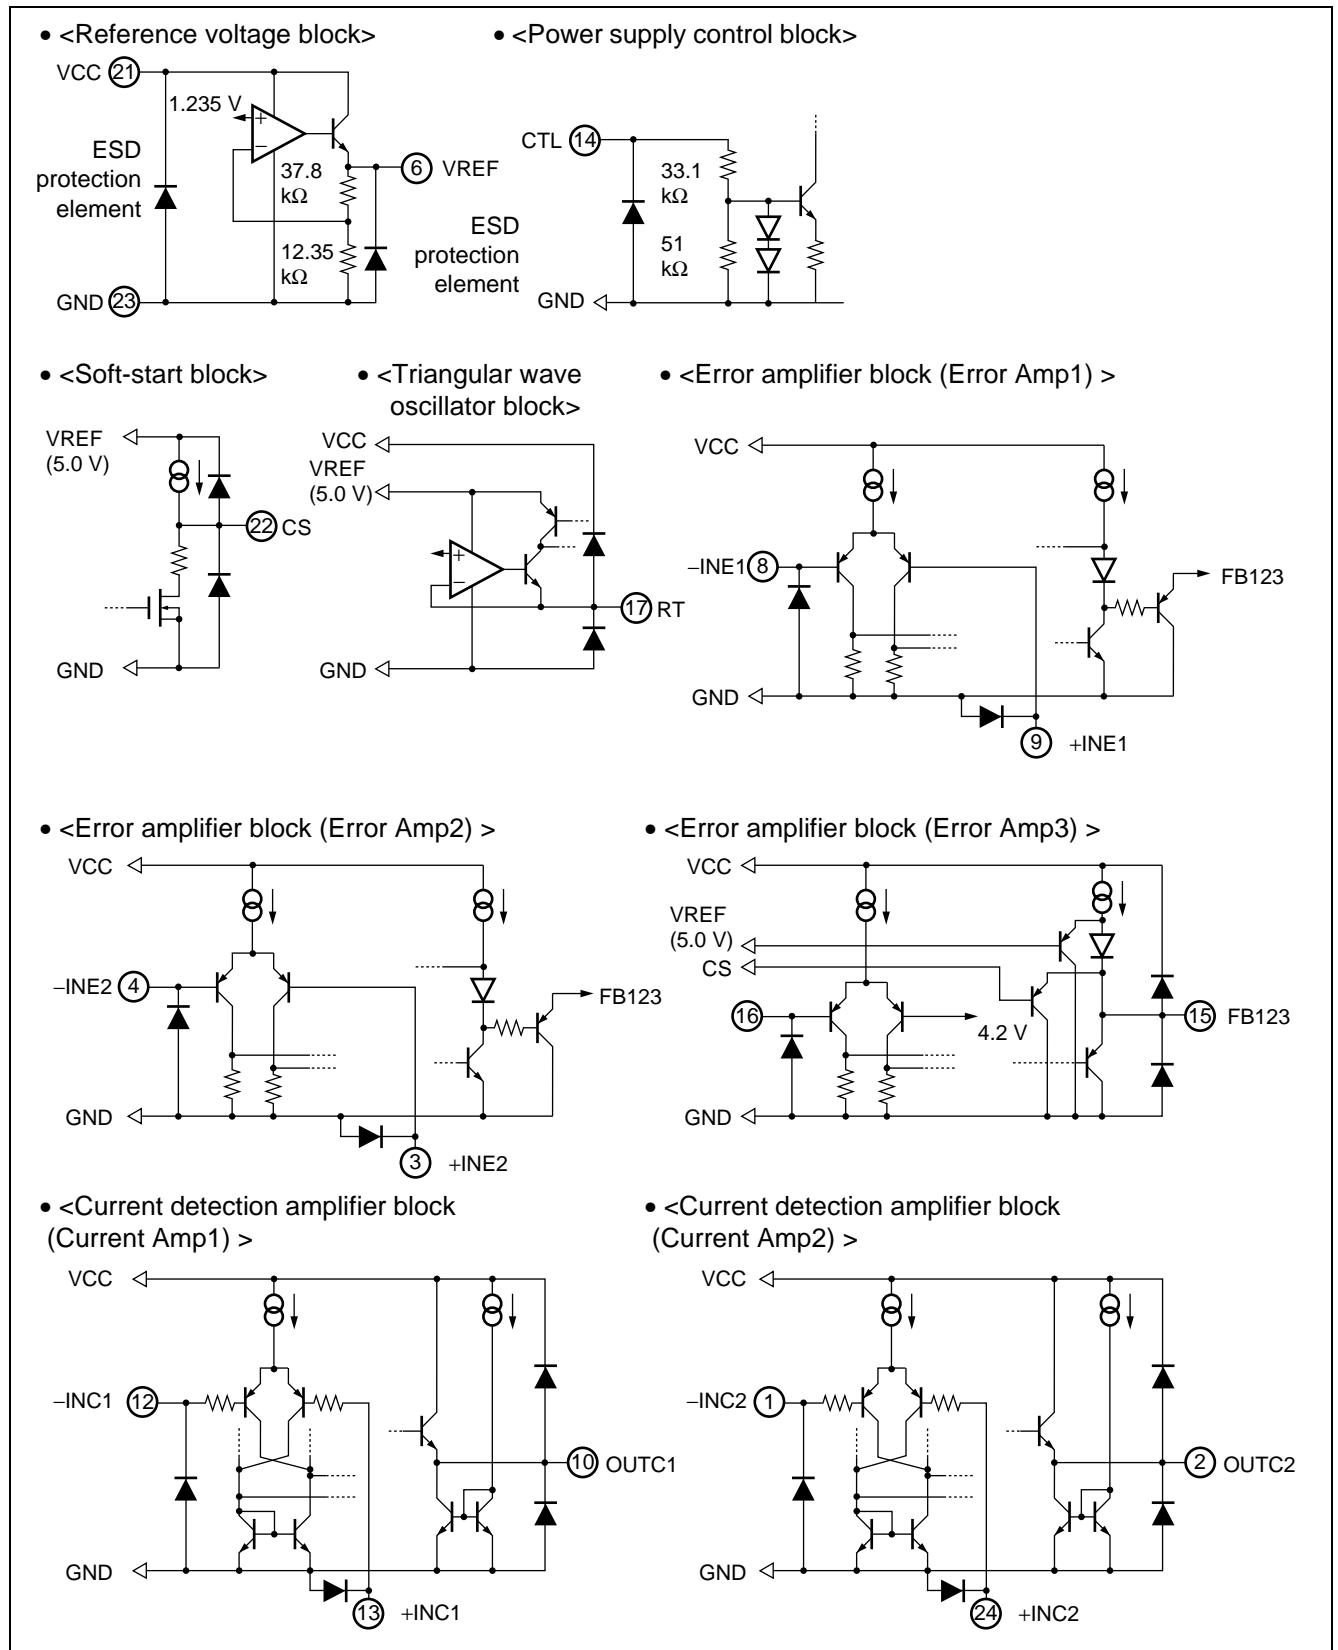 • <Reference voltage block>
VCC 21
1.235 V
+
−
ESD
protection
element
37.8
kΩ
6 VREF
12.35
kΩ
GND 23
• <Power supply control block>
CTL 14
33.1
kΩ
ESD
protection
element
51
kΩ
GND
• <Soft-start block>
VREF
(5.0 V)
22 CS
GND
• <Triangular wave
oscillator block>
VCC
VREF
(5.0 V)
+
−
17 RT
GND
• <Error amplifier block (Error Amp1) >
VCC
−INE1 8
FB123
GND
9 +INE1
• <Error amplifier block (Error Amp2) >
VCC
−INE2 4
FB123
GND
3 +INE2
• <Error amplifier block (Error Amp3) >
VCC
VREF
(5.0 V)
CS
16
4.2 V
15 FB123
GND
• <Current detection amplifier block
(Current Amp1) >
VCC
−INC1 12
10 OUTC1
GND
13 +INC1
• <Current detection amplifier block
(Current Amp2) >
VCC
−INC2 1
2 OUTC2
GND
24 +INC2